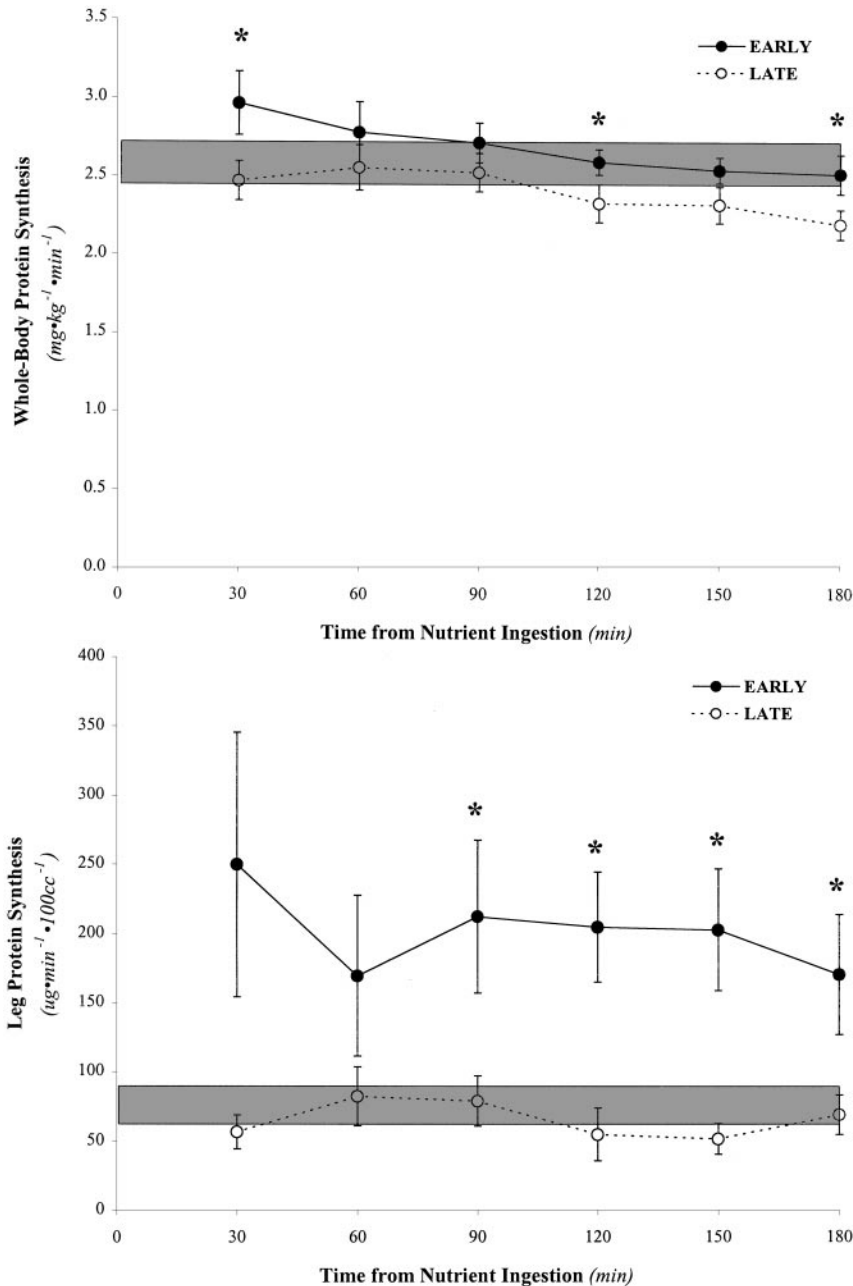 3.5
3.0
2.5
2.0
1.5
1.0
0.5
0.0
Whole-Body Protein Synthesis
(mg•kg⁻¹•min⁻¹)
*
*
*
EARLY
LATE
0 30 60 90 120 150 180
Time from Nutrient Ingestion (min)
400
350
300
250
200
150
100
50
0
Leg Protein Synthesis
(ug•min⁻¹•100cc⁻¹)
EARLY
LATE
*
*
*
*
0 30 60 90 120 150 180
Time from Nutrient Ingestion (min)